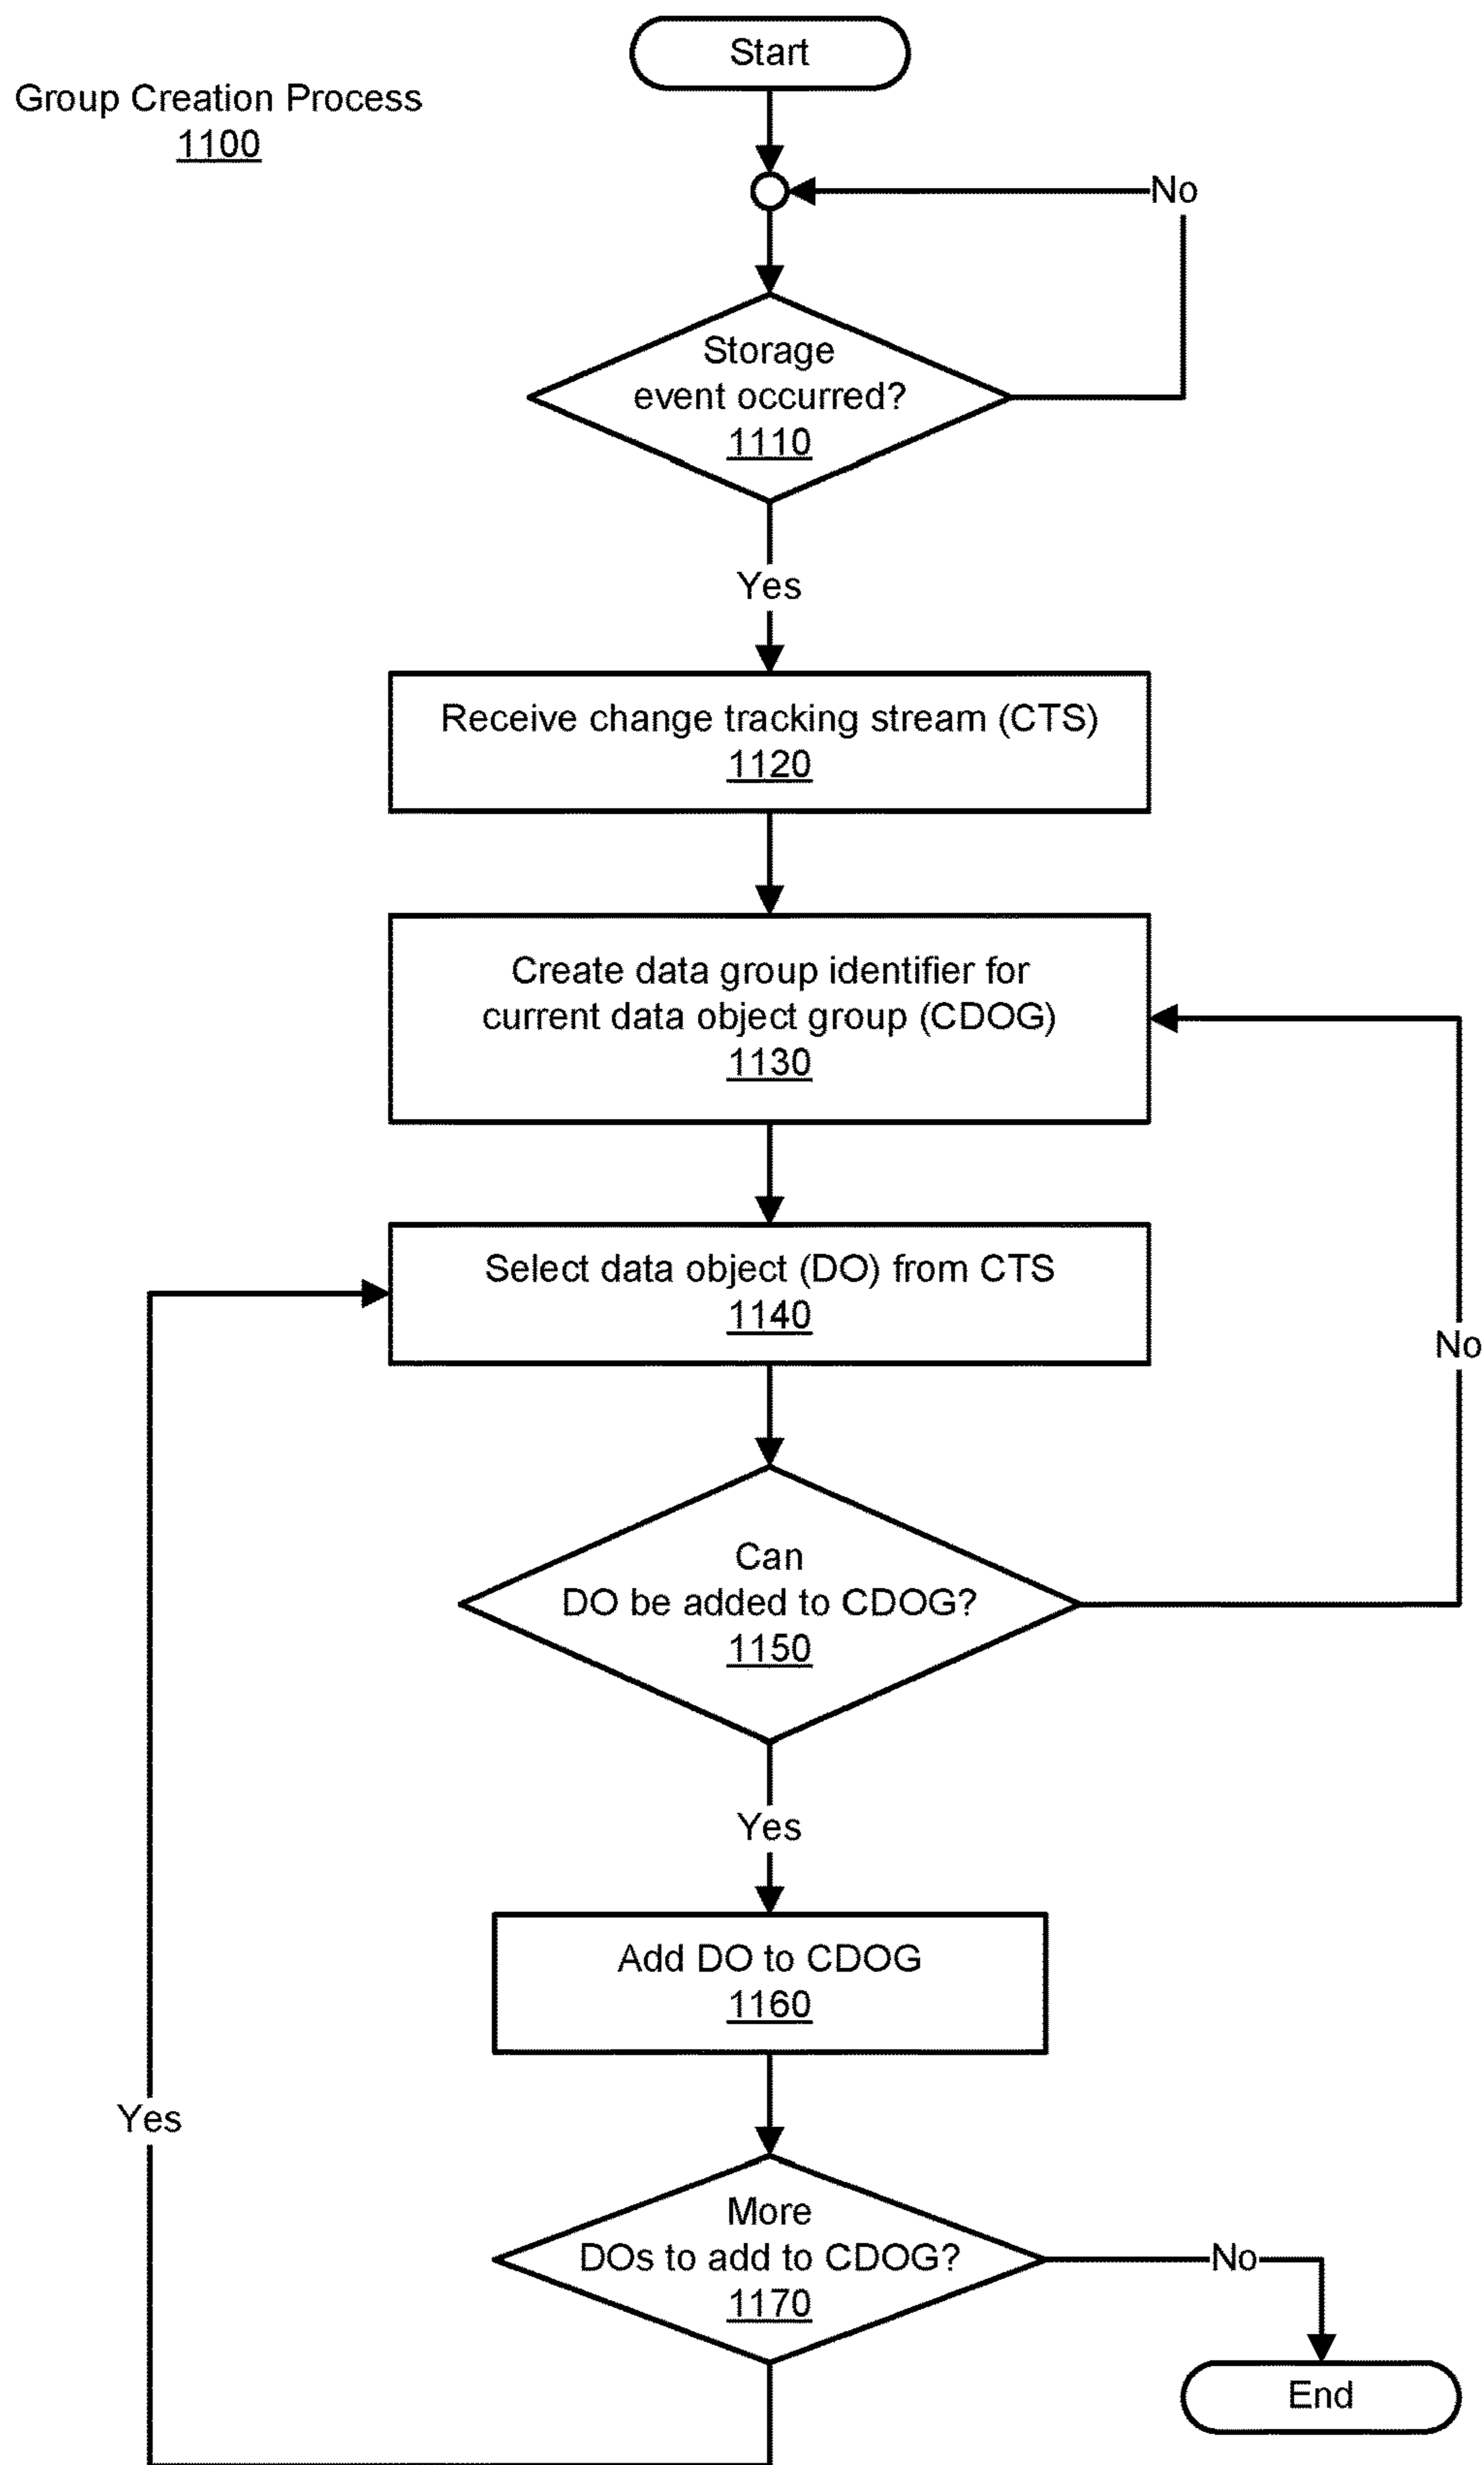 Start
Group Creation Process
1100
No
Storage
event occurred?
1110
Yes
Receive change tracking stream (CTS)
1120
Create data group identifier for
current data object group (CDOG)
1130
Select data object (DO) from CTS
1140
No
Can
DO be added to CDOG?
1150
Yes
Add DO to CDOG
1160
Yes
More
DOs to add to CDOG?
1170
No
End